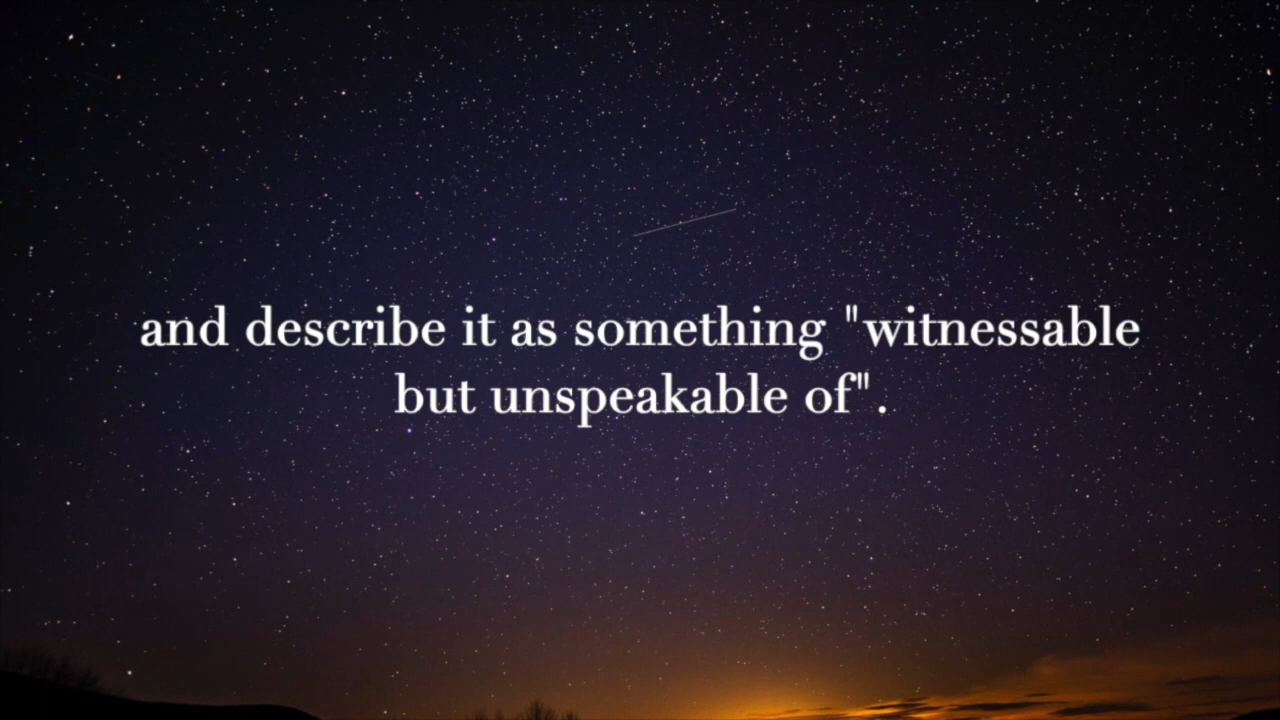 and describe it as something "witnessable
but unspeakable of".